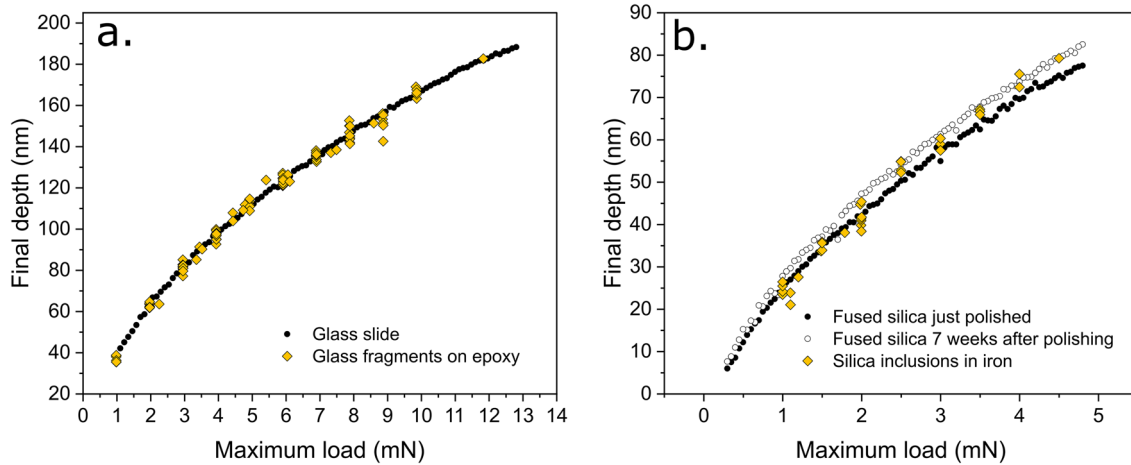 a.
200
180
160
140
120
100
80
60
40
20
Final depth (nm)
Glass slide
Glass fragments on epoxy
0 1 2 3 4 5 6 7 8 9 10 11 12 13 14
Maximum load (mN)
b.
90
80
70
60
50
40
30
20
10
0
Final depth (nm)
Fused silica just polished
Fused silica 7 weeks after polishing
Silica inclusions in iron
0 1 2 3 4 5
Maximum load (mN)